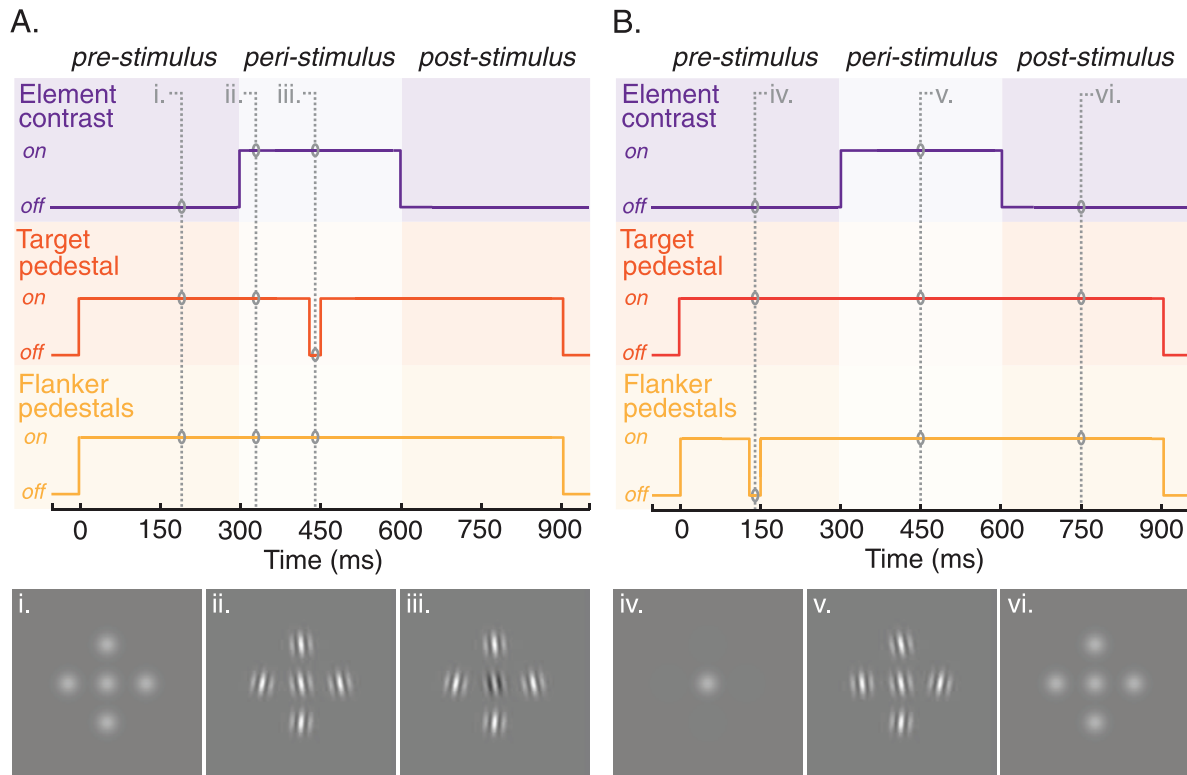 A.
pre-stimulus peri-stimulus post-stimulus
Element
contrast
i. ii. iii.
on
off
Target
pedestal
on
off
Flanker
pedestals
on
off
0 150 300 450 600 750 900
Time (ms)
i. ii. iii.
B.
pre-stimulus peri-stimulus post-stimulus
Element
contrast
iv. v. vi.
on
off
Target
pedestal
on
off
Flanker
pedestals
on
off
0 150 300 450 600 750 900
Time (ms)
iv. v. vi.